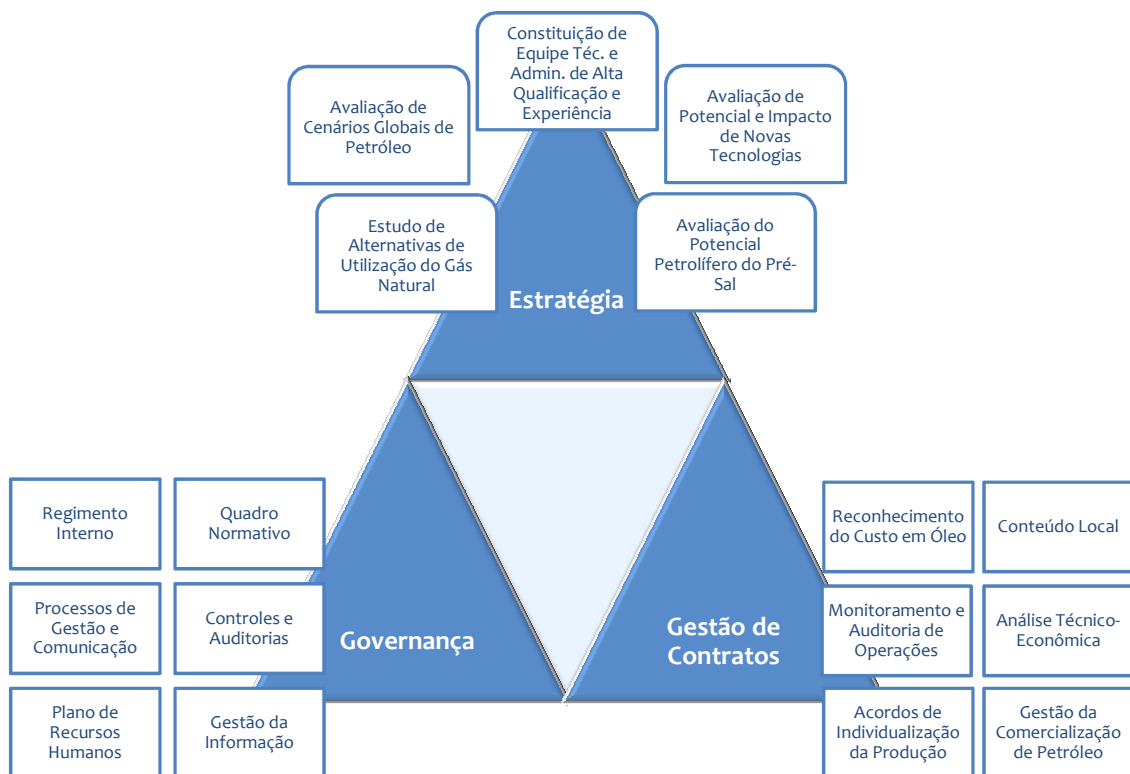 Constituição de
Equipe Téc. e
Admin. de Alta
Qualificação e
Experiência
Avaliação de
Cenários Globais de
Petróleo
Avaliação de
Potencial e Impacto
de Novas
Tecnologias
Estudo de
Alternativas de
Utilização do Gás
Natural
Avaliação do
Potencial
Petrolífero do Pré-
Sal
Estratégia
Regimento
Interno
Quadro
Normativo
Processos de
Gestão e
Comunicação
Controles e
Auditorias
Plano de
Recursos
Humanos
Gestão da
Informação
Governança
Gestão de
Contratos
Reconhecimento
do Custo em Óleo
Conteúdo Local
Monitoramento e
Auditoria de
Operações
Análise Técnico-
Econômica
Acordos de
Individualização
da Produção
Gestão da
Comercialização
de Petróleo